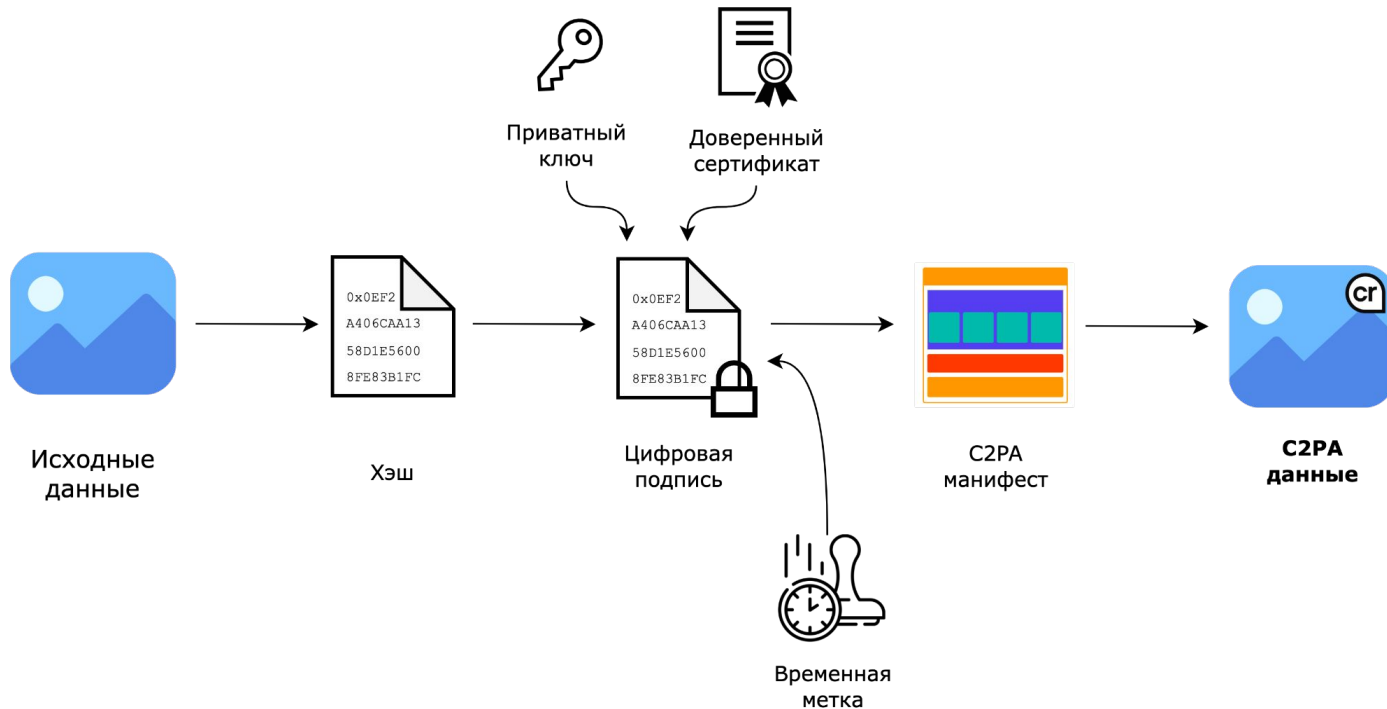 Приватный
ключ
Доверенный
сертификат
0x0EF2
A406CAA13
58D1E5600
8FE83B1FC
0x0EF2
A406CAA13
58D1E5600
8FE83B1FC
cr
Исходные
данные
Хэш
Цифровая
подпись
C2PA
манифест
C2PA
данные
Временная
метка